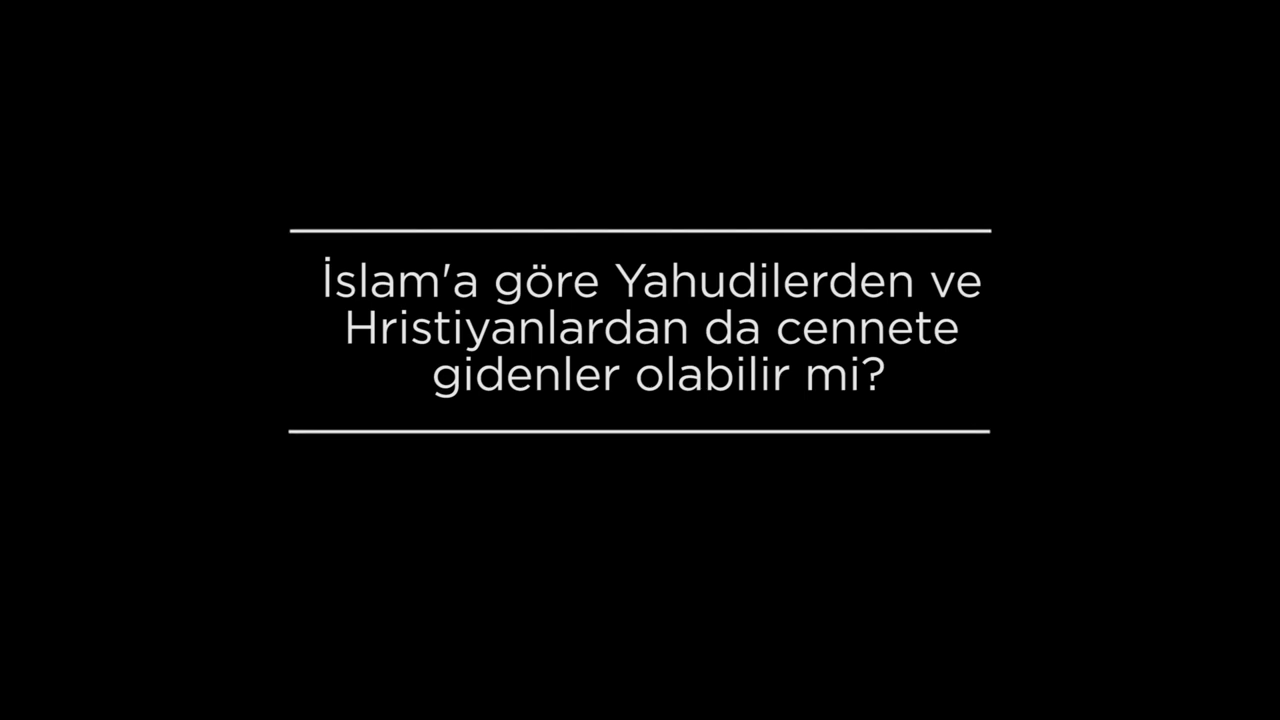 İslam'a göre Yahudilerden ve
Hristiyanlardan da cennete
gidenler olabilir mi?